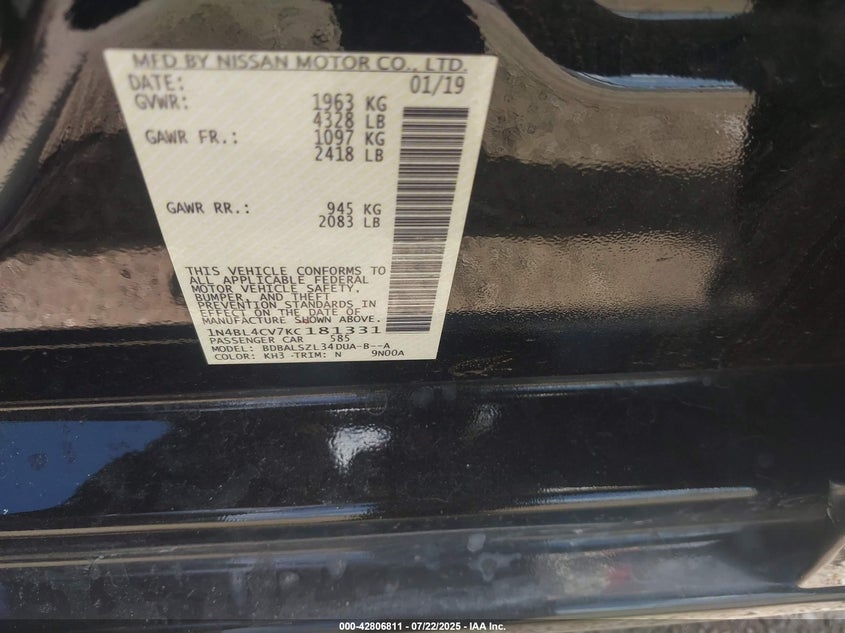 MFD BY NISSAN MOTOR CO., LTD.
DATE: 01/19
GVWR: 1963 KG
4328 LB
GAWR FR.: 1097 KG
2418 LB
GAWR RR.: 945 KG
2083 LB
THIS VEHICLE CONFORMS TO
ALL APPLICABLE FEDERAL
MOTOR VEHICLE SAFETY,
BUMPER, AND THEFT
PREVENTION STANDARDS IN
EFFECT ON THE DATE OF
MANUFACTURE SHOWN ABOVE.
1N4BL4CV7KC181331
PASSENGER CAR 585
MODEL: BDBALSZL34DUA-B--A
COLOR: KH3 -TRIM: N 9N00A
000-42806811 - 07/22/2025 - IAA Inc.